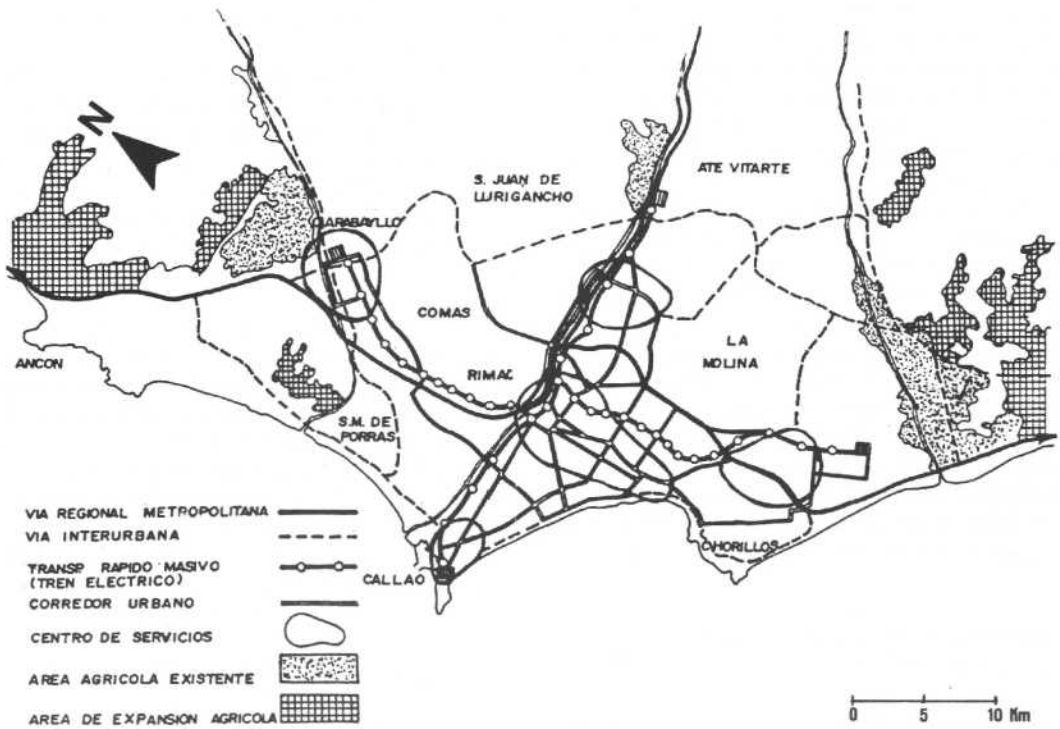 N
S. JUAN DE
LURIGANCHO
ATE VITARTE
CARABAYLLO
COMAS
LA
MOLINA
ANCON
RIMAC
S.M. DE
PORRAS
CHORILLOS
CALLAO
VIA REGIONAL METROPOLITANA
VIA INTERURBANA
TRANSP. RAPIDO MASIVO
(TREN ELECTRICO)
CORREDOR URBANO
CENTRO DE SERVICIOS
AREA AGRICOLA EXISTENTE
AREA DE EXPANSION AGRICOLA
0 5 10 Km